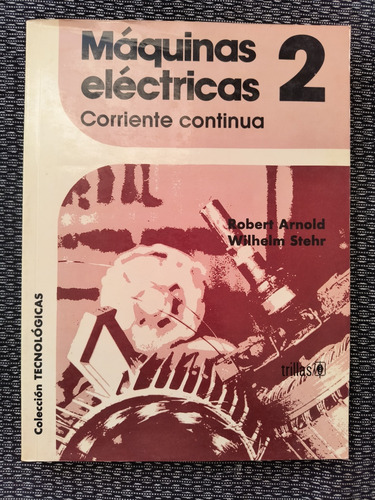 Máquinas 2
eléctricas
Corriente continua
Robert Arnold
Wilhelm Stehr
trillas
Colección TECNOLÓGICAS